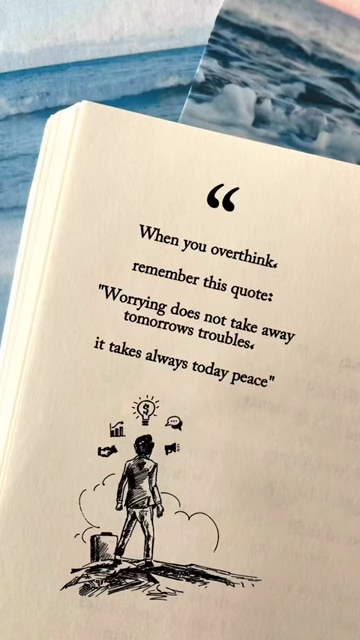 “
When you overthink،
remember this quote:
"Worrying does not take away
tomorrows troubles،
it takes always today peace"
$